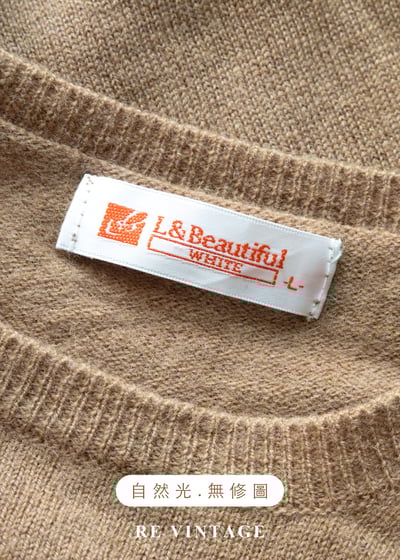 L&Beautiful
WHITE
-L-
自然光.無修圖
RE VINTAGE